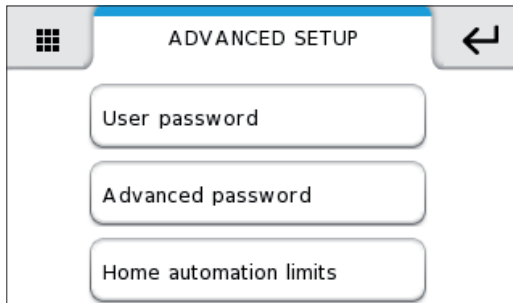 ADVANCED SETUP
User password
Advanced password
Home automation limits